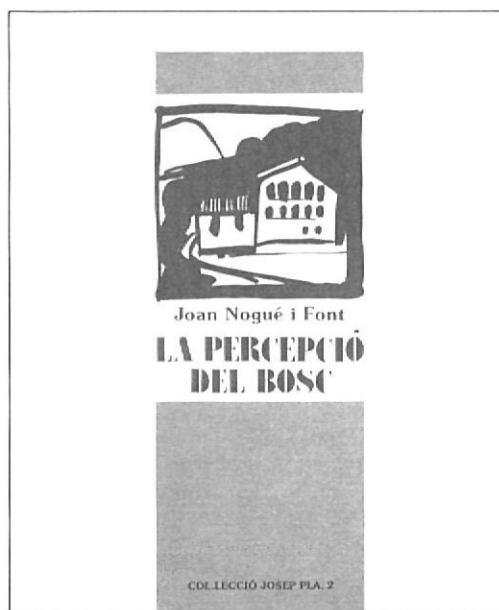 Joan Nogué i Font
LA PERCEPCIÓ
DEL BOSC
COL.LECCIÓ JOSEP PLA, 2